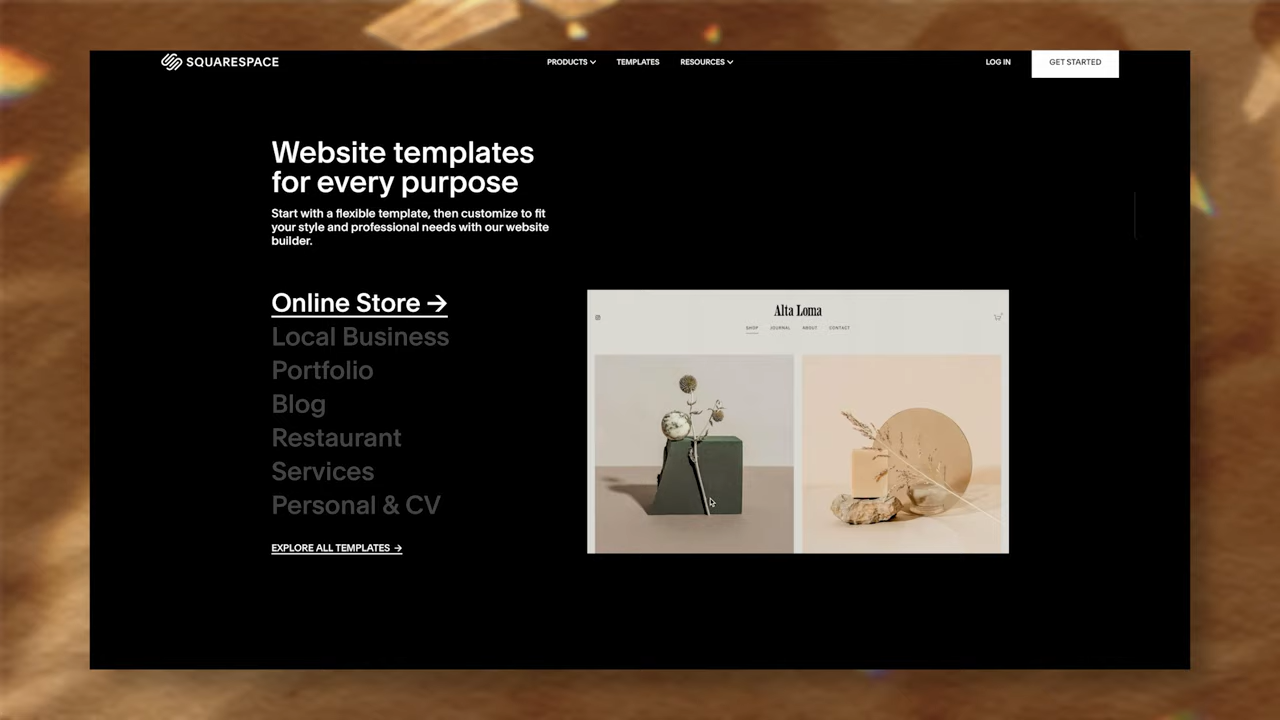 SQUARESPACE
PRODUCTS
TEMPLATES
RESOURCES
LOG IN
GET STARTED
Website templates
for every purpose
Start with a flexible template, then customize to fit
your style and professional needs with our website
builder.
Online Store →
Local Business
Portfolio
Blog
Restaurant
Services
Personal & CV
EXPLORE ALL TEMPLATES →
Alta Loma
SHOP
JOURNAL
ABOUT
CONTACT